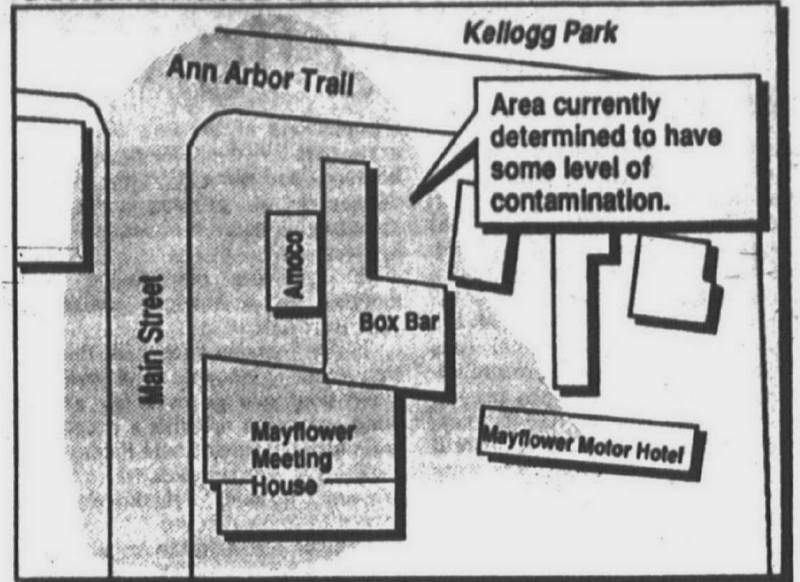 Kellogg Park
Ann Arbor Trail
Area currently
determined to have
some level of
contamination.
Amoco
Box Bar
Main Street
Mayflower
Meeting
House
Mayflower Motor Hotel